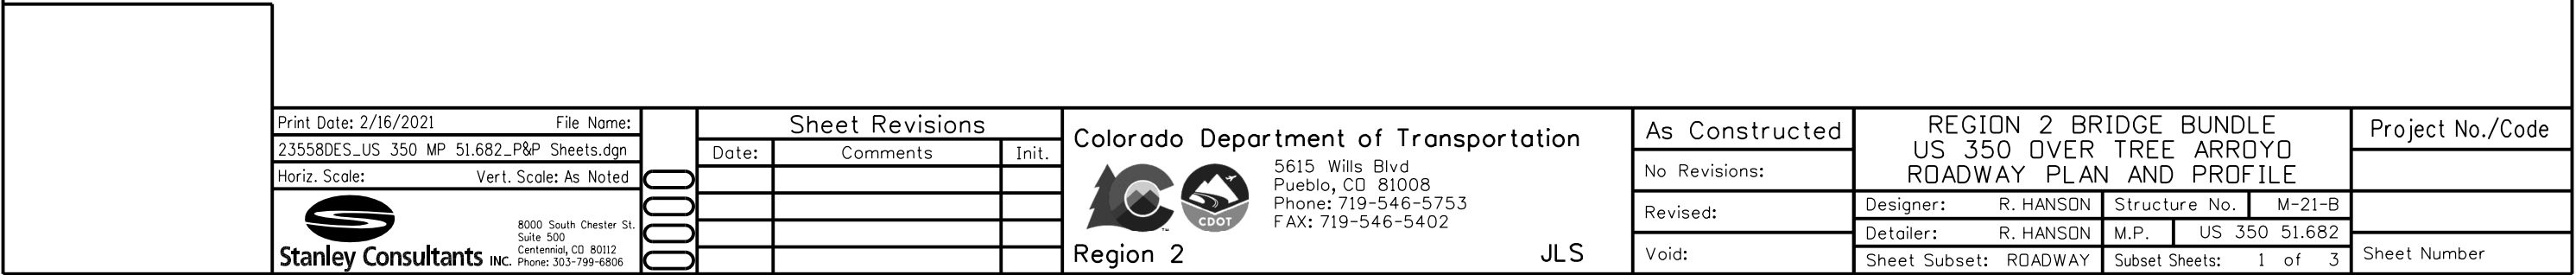 Print Date: 2/16/2021 File Name:
23558DES_US 350 MP 51.682_P&P Sheets.dgn
Horiz. Scale: Vert. Scale: As Noted
Stanley Consultants INC.
8000 South Chester St.
Suite 500
Centennial, CO 80112
Phone: 303-799-6806
Sheet Revisions
Date: Comments Init.
Colorado Department of Transportation
CDOT
TM
5615 Wills Blvd
Pueblo, CO 81008
Phone: 719-546-5753
FAX: 719-546-5402
Region 2 JLS
As Constructed
No Revisions:
Revised:
Void:
REGION 2 BRIDGE BUNDLE
US 350 OVER TREE ARROYO
ROADWAY PLAN AND PROFILE
Designer: R. HANSON Structure No. M-21-B
Detailer: R. HANSON M.P. US 350 51.682
Sheet Subset: ROADWAY Subset Sheets: 1 of 3
Project No./Code
Sheet Number